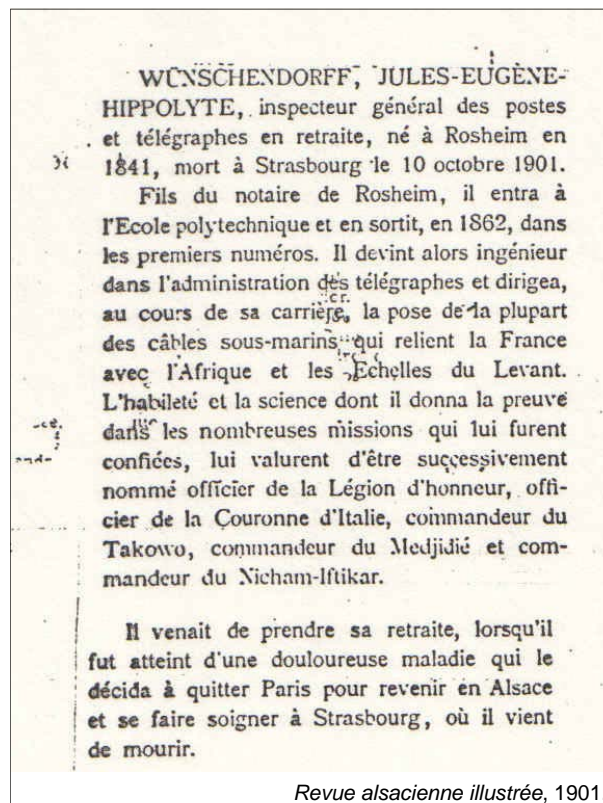 WÜNSCHENDORFF, JULES-EUGÈNE-
HIPPOLYTE, inspecteur général des postes
et télégraphes en retraite, né à Rosheim en
1841, mort à Strasbourg le 10 octobre 1901.
Fils du notaire de Rosheim, il entra à
l'Ecole polytechnique et en sortit, en 1862, dans
les premiers numéros. Il devint alors ingénieur
dans l'administration des télégraphes et dirigea,
au cours de sa carrière, la pose de la plupart
des câbles sous-marins qui relient la France
avec l'Afrique et les Echelles du Levant.
L'habileté et la science dont il donna la preuve
dans les nombreuses missions qui lui furent
confiées, lui valurent d'être successivement
nommé officier de la Légion d'honneur, offi-
cier de la Couronne d'Italie, commandeur du
Takowo, commandeur du Medjidié et com-
mandeur du Nicham-Iftikar.
Il venait de prendre sa retraite, lorsqu'il
fut atteint d'une douloureuse maladie qui le
décida à quitter Paris pour revenir en Alsace
et se faire soigner à Strasbourg, où il vient
de mourir.
Revue alsacienne illustrée, 1901